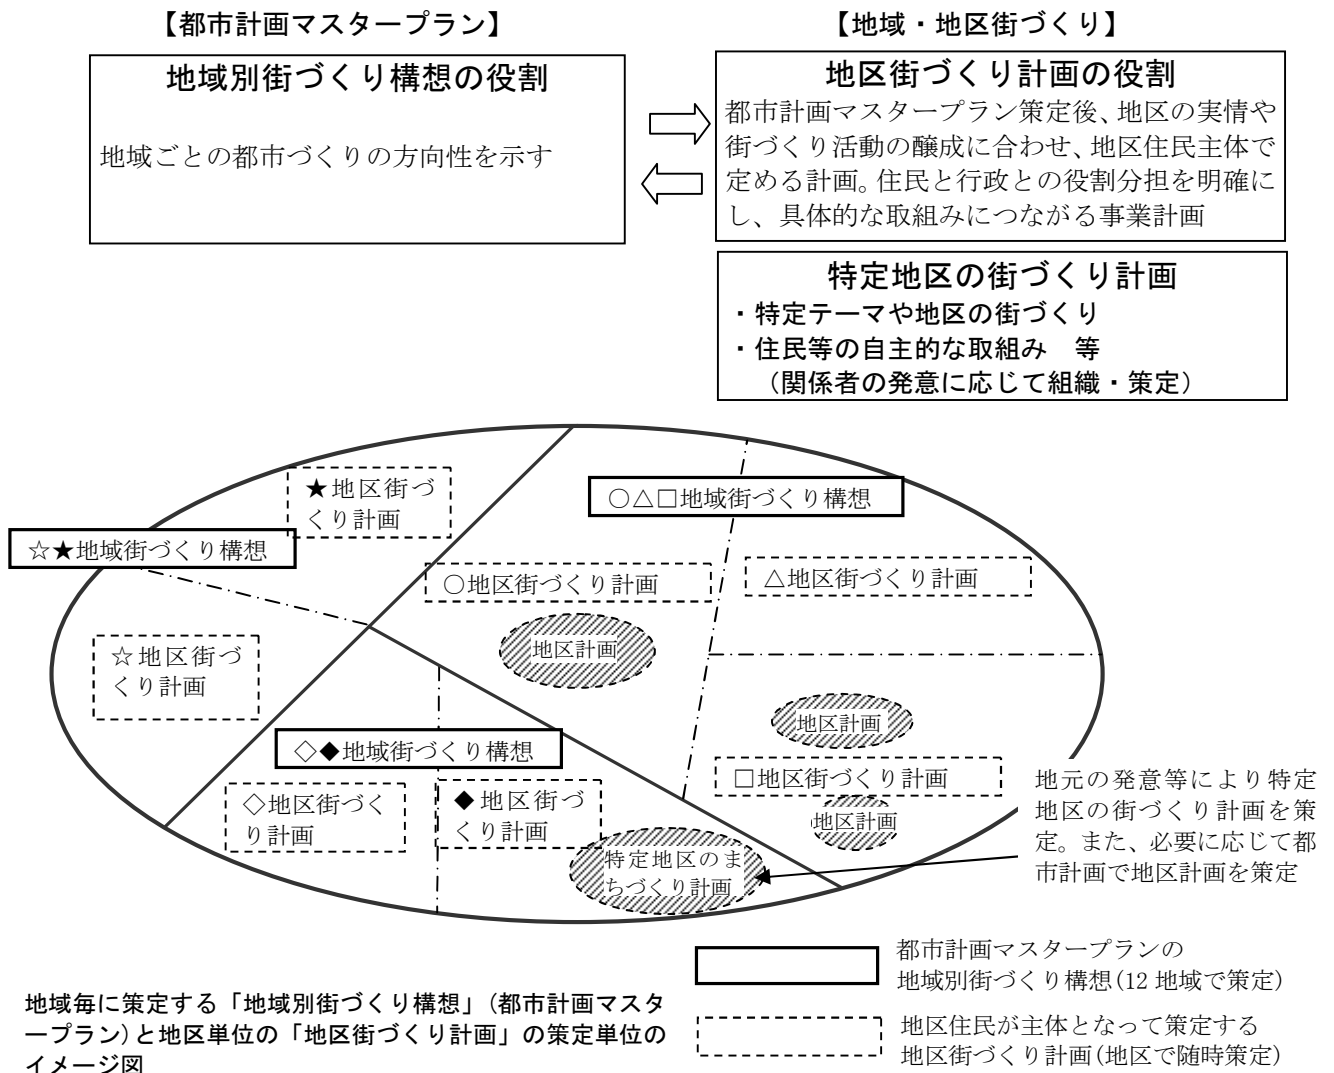 【都市計画マスタープラン】
【地域・地区街づくり】
地域別街づくり構想の役割
地域ごとの都市づくりの方向性を示す
地区街づくり計画の役割
都市計画マスタープラン策定後、地区の実情や
街づくり活動の醸成に合わせ、地区住民主体で
定める計画。住民と行政との役割分担を明確に
し、具体的な取組みにつながる事業計画
特定地区の街づくり計画
・特定テーマや地区の街づくり
・住民等の自主的な取組み　等
（関係者の発意に応じて組織・策定）
★地区街づ
くり計画
○△□地域街づくり構想
☆★地域街づくり構想
○地区街づくり計画
△地区街づくり計画
地区計画
☆地区街づ
くり計画
地区計画
◇◆地域街づくり構想
□地区街づくり計画
◇地区街づく
り計画
◆地区街づ
くり計画
地区計画
特定地区のま
ちづくり計画
地元の発意等により特定
地区の街づくり計画を策
定。また、必要に応じて都
市計画で地区計画を策定
都市計画マスタープランの
地域別街づくり構想(12 地域で策定)
地区住民が主体となって策定する
地区街づくり計画(地区で随時策定)
地域毎に策定する「地域別街づくり構想」(都市計画マスタ
ープラン)と地区単位の「地区街づくり計画」の策定単位の
イメージ図